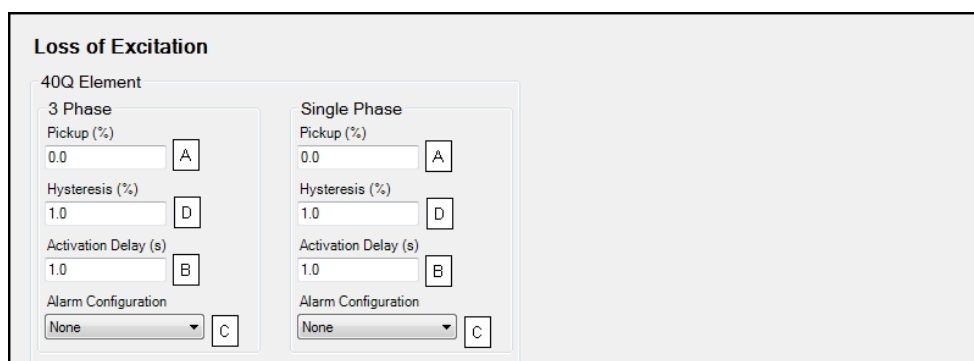 Loss of Excitation
40Q Element
3 Phase
Pickup (%)
0.0
A
Hysteresis (%)
1.0
D
Activation Delay (s)
1.0
B
Alarm Configuration
None
C
Single Phase
Pickup (%)
0.0
A
Hysteresis (%)
1.0
D
Activation Delay (s)
1.0
B
Alarm Configuration
None
C